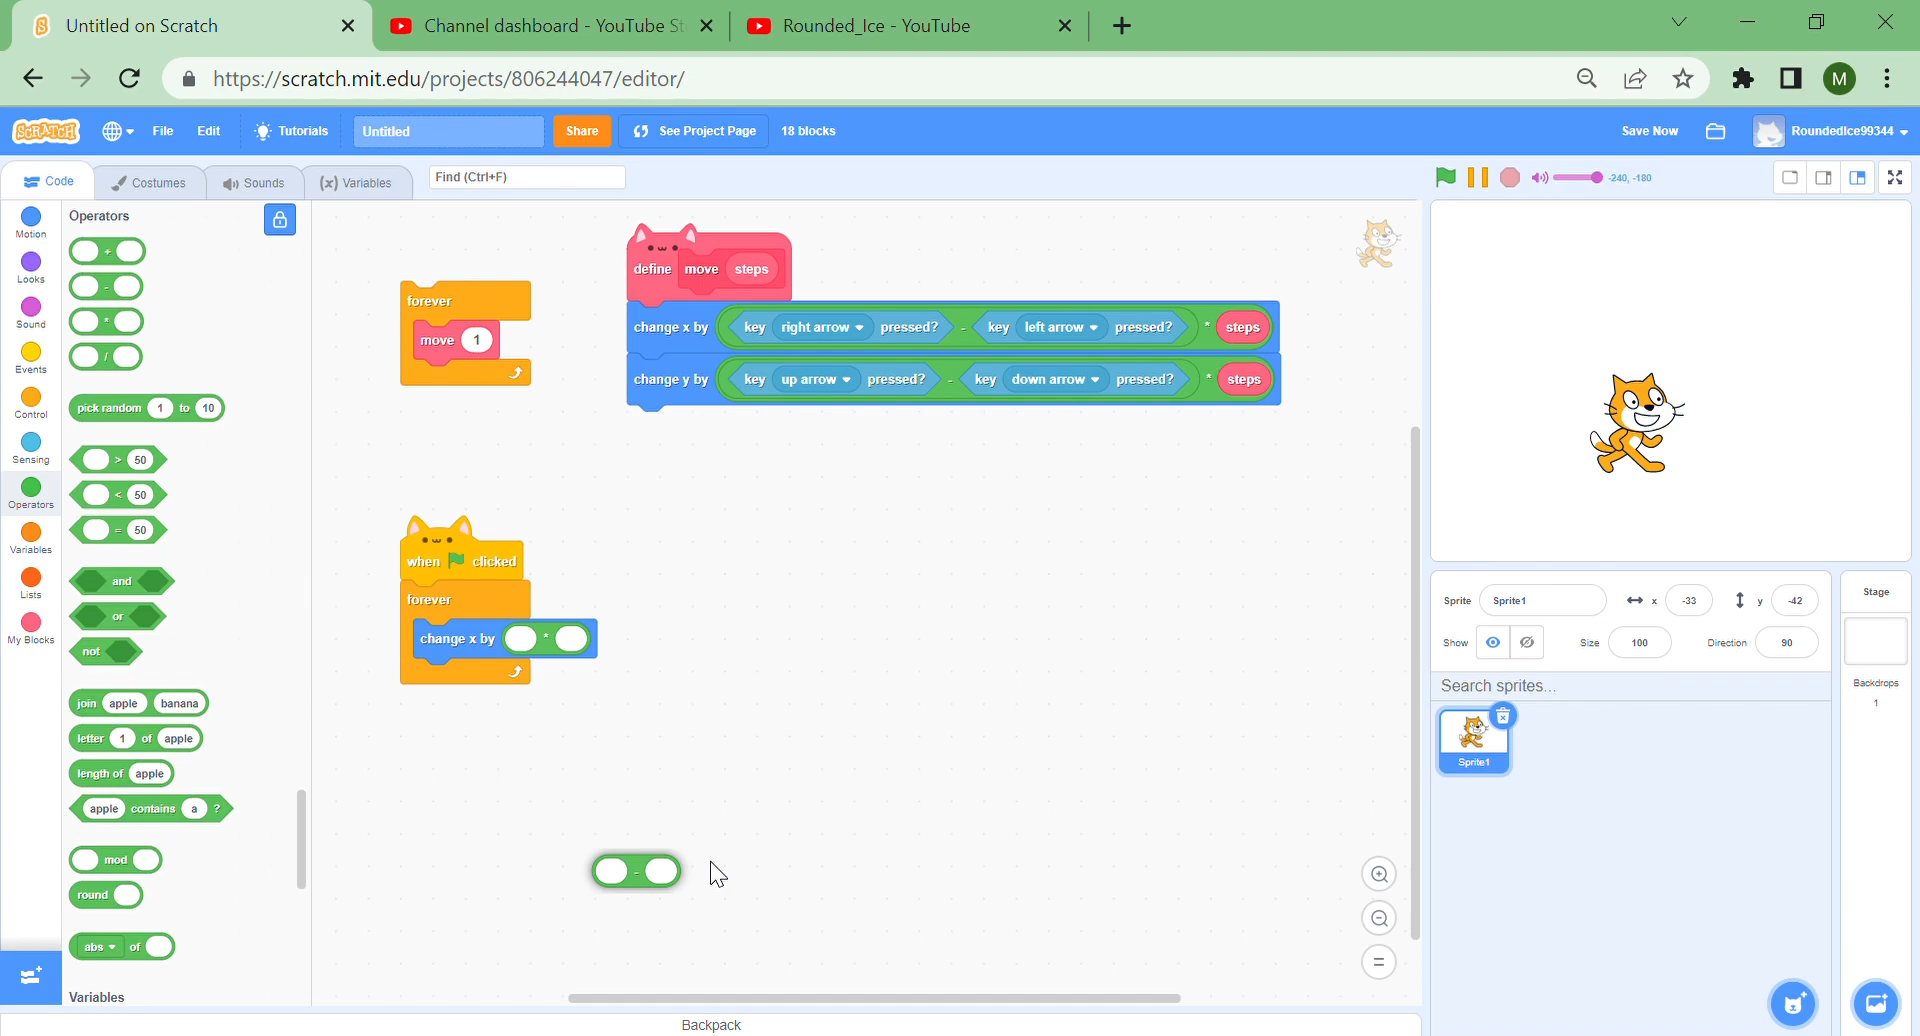 Untitled on Scratch
Channel dashboard - YouTube St
Rounded_Ice - YouTube
https://scratch.mit.edu/projects/806244047/editor/
M
SCRATCH
File
Edit
Tutorials
Untitled
Share
See Project Page
18 blocks
Save Now
RoundedIce99344
Code
Costumes
Sounds
(x) Variables
Find (Ctrl+F)
-240, -180
Motion
Looks
Sound
Events
Control
Sensing
Operators
Variables
Lists
My Blocks
Operators
+
-
*
/
pick random 1 to 10
> 50
< 50
= 50
and
or
not
join apple banana
letter 1 of apple
length of apple
apple contains a ?
mod
round
abs of
Variables
forever
move 1
define move steps
change x by key right arrow pressed? - key left arrow pressed? * steps
change y by key up arrow pressed? - key down arrow pressed? * steps
when clicked
forever
change x by *
-
=
Backpack
Sprite Sprite1 x -33 y -42
Show Size 100 Direction 90
Search sprites...
Sprite1
Stage
Backdrops
1